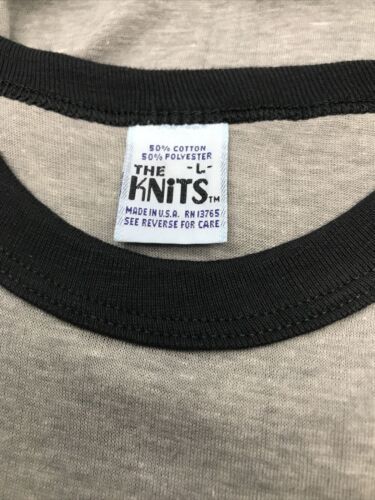 50% COTTON
50% POLYESTER
THE -L-
KNiTS™
MADE IN U.S.A. RN 13765
SEE REVERSE FOR CARE